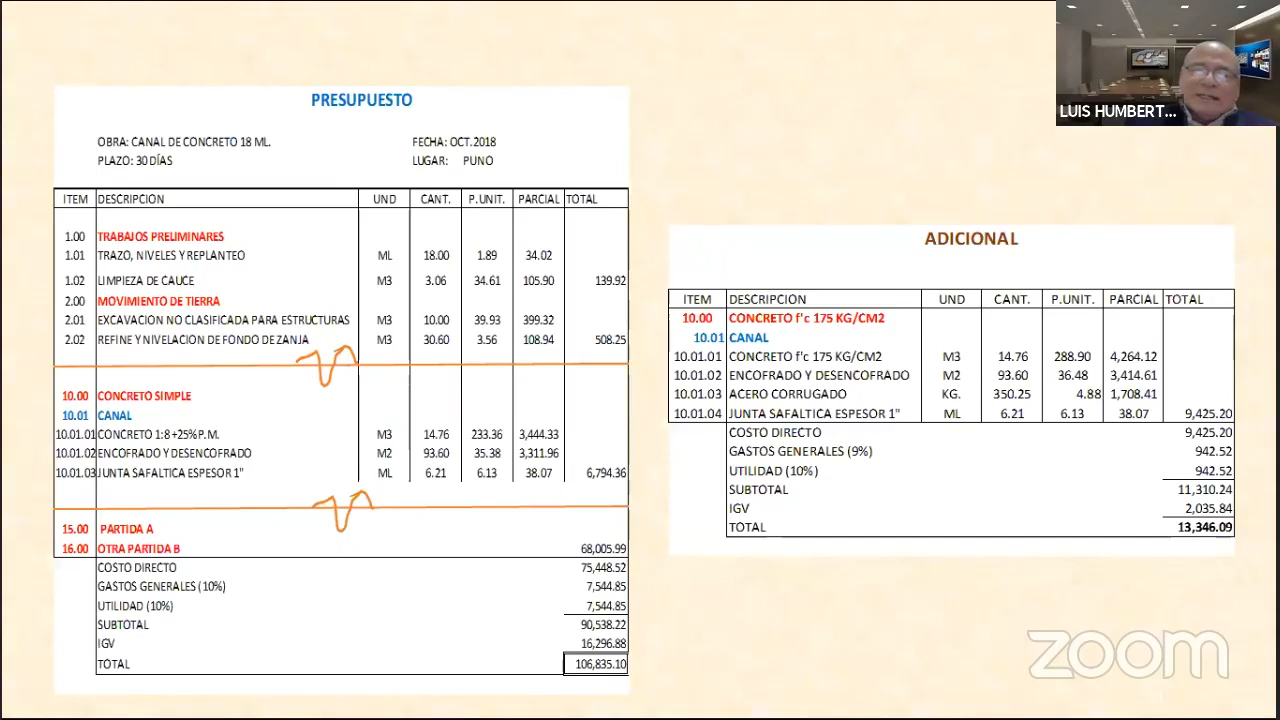 LUIS HUMBERT...
PRESUPUESTO
OBRA: CANAL DE CONCRETO 18 ML. FECHA: OCT.2018
PLAZO: 30 DÍAS LUGAR: PUNO
ITEM DESCRIPCION UND CANT. P.UNIT. PARCIAL TOTAL
1.00 TRABAJOS PRELIMINARES
1.01 TRAZO, NIVELES Y REPLANTEO ML 18.00 1.89 34.02
1.02 LIMPIEZA DE CAUCE M3 3.06 34.61 105.90 139.92
2.00 MOVIMIENTO DE TIERRA
2.01 EXCAVACION NO CLASIFICADA PARA ESTRUCTURAS M3 10.00 39.93 399.32
2.02 REFINE Y NIVELACION DE FONDO DE ZANJA M3 30.60 3.56 108.94 508.25
10.00 CONCRETO SIMPLE
10.01 CANAL
10.01.01 CONCRETO 1:8 +25% P.M. M3 14.76 233.36 3,444.33
10.01.02 ENCOFRADO Y DESENCOFRADO M2 93.60 35.38 3,311.96
10.01.03 JUNTA SAFALTICA ESPESOR 1" ML 6.21 6.13 38.07 6,794.36
15.00 PARTIDA A
16.00 OTRA PARTIDA B 68,005.99
COSTO DIRECTO 75,448.52
GASTOS GENERALES (10%) 7,544.85
UTILIDAD (10%) 7,544.85
SUBTOTAL 90,538.22
IGV 16,296.88
TOTAL 106,835.10
ADICIONAL
ITEM DESCRIPCION UND CANT. P.UNIT. PARCIAL TOTAL
10.00 CONCRETO f'c 175 KG/CM2
10.01 CANAL
10.01.01 CONCRETO f'c 175 KG/CM2 M3 14.76 288.90 4,264.12
10.01.02 ENCOFRADO Y DESENCOFRADO M2 93.60 36.48 3,414.61
10.01.03 ACERO CORRUGADO KG. 350.25 4.88 1,708.41
10.01.04 JUNTA SAFALTICA ESPESOR 1" ML 6.21 6.13 38.07 9,425.20
COSTO DIRECTO 9,425.20
GASTOS GENERALES (9%) 942.52
UTILIDAD (10%) 942.52
SUBTOTAL 11,310.24
IGV 2,035.84
TOTAL 13,346.09
zoom